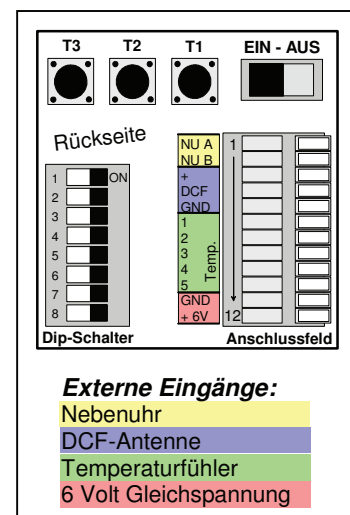 T3 T2 T1 EIN - AUS
Rückseite
1 ON
2
3
4
5
6
7
8
Dip-Schalter
NU A 1
NU B
+
DCF
GND
1
2
3
4
5
Temp.
GND
+ 6V 12
Anschlussfeld
Externe Eingänge:
Nebenuhr
DCF-Antenne
Temperaturfühler
6 Volt Gleichspannung